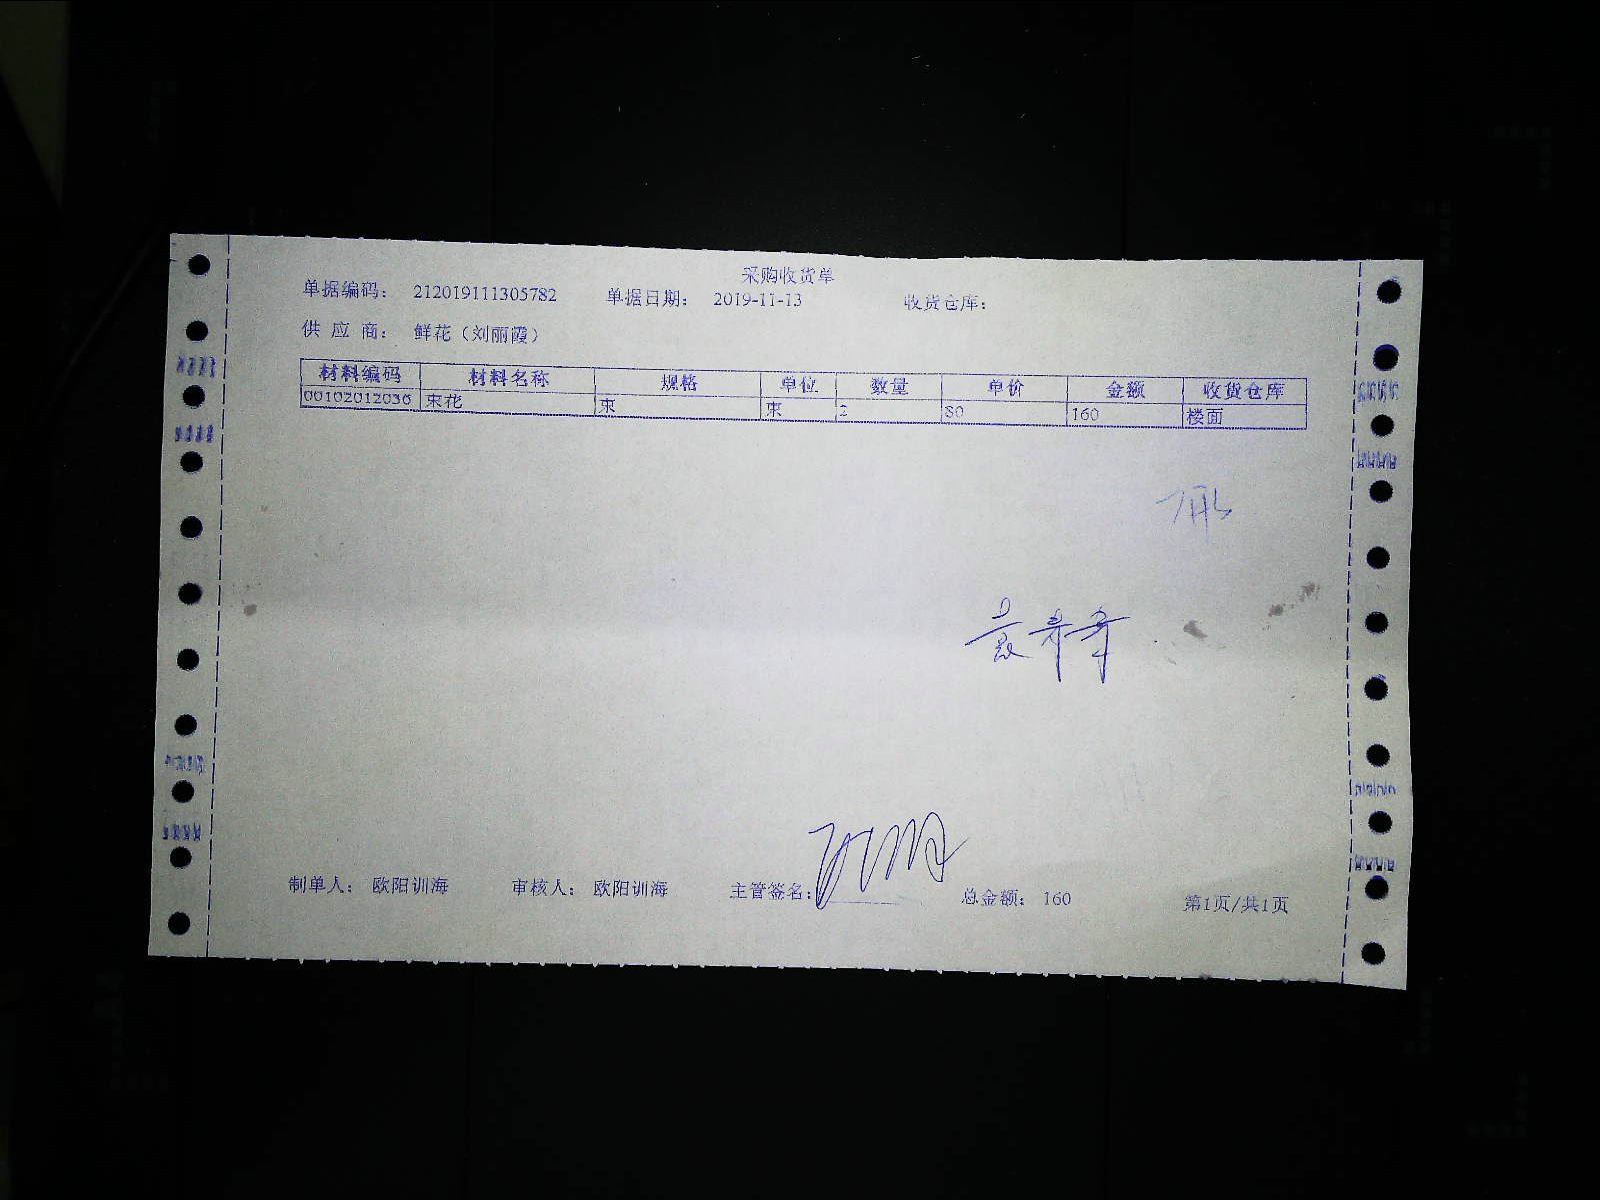 采购收货单
单据编码： 212019111305782 单据日期： 2019-11-13 收货仓库：
供 应 商： 鲜花（刘丽霞）
材料编码 材料名称 规格 单位 数量 单价 金额 收货仓库
00102012036 束花 束 束 2 80 160 楼面
制单人： 欧阳训海 审核人： 欧阳训海 主管签名： 总金额： 160 第1页/共1页